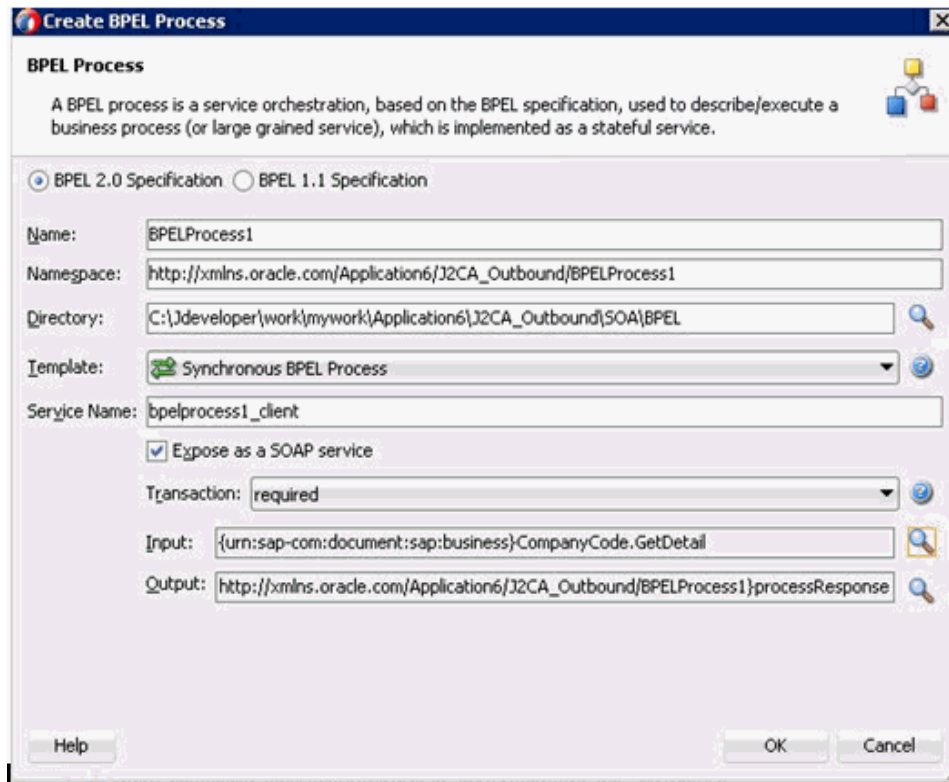 Create BPEL Process
BPEL Process
A BPEL process is a service orchestration, based on the BPEL specification, used to describe/execute a
business process (or large grained service), which is implemented as a stateful service.
BPEL 2.0 Specification BPEL 1.1 Specification
Name: BPELProcess1
Namespace: http://xmlns.oracle.com/Application6/J2CA_Outbound/BPELProcess1
Directory: C:\Jdeveloper\work\mywork\Application6\J2CA_Outbound\SOA\BPEL
Template: Synchronous BPEL Process
Service Name: bpelprocess1_client
Expose as a SOAP service
Transaction: required
Input: {urn:sap-com:document:sap:business}CompanyCode.GetDetail
Output: http://xmlns.oracle.com/Application6/J2CA_Outbound/BPELProcess1}processResponse
Help OK Cancel